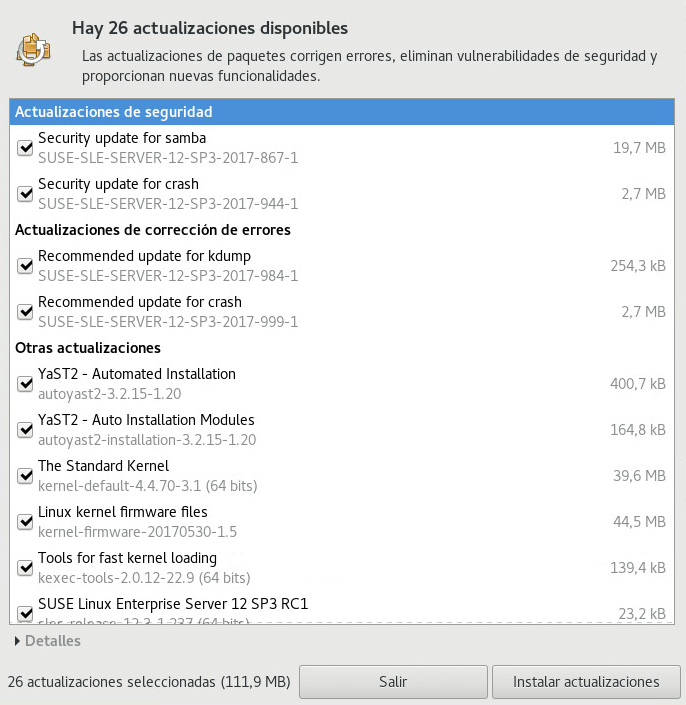 Hay 26 actualizaciones disponibles
Las actualizaciones de paquetes corrigen errores, eliminan vulnerabilidades de seguridad y
proporcionan nuevas funcionalidades.
Actualizaciones de seguridad
Security update for samba
SUSE-SLE-SERVER-12-SP3-2017-867-1
19,7 MB
Security update for crash
SUSE-SLE-SERVER-12-SP3-2017-944-1
2,7 MB
Actualizaciones de corrección de errores
Recommended update for kdump
SUSE-SLE-SERVER-12-SP3-2017-984-1
254,3 kB
Recommended update for crash
SUSE-SLE-SERVER-12-SP3-2017-999-1
2,7 MB
Otras actualizaciones
YaST2 - Automated Installation
autoyast2-3.2.15-1.20
400,7 kB
YaST2 - Auto Installation Modules
autoyast2-installation-3.2.15-1.20
164,8 kB
The Standard Kernel
kernel-default-4.4.70-3.1 (64 bits)
39,6 MB
Linux kernel firmware files
kernel-firmware-20170530-1.5
44,5 MB
Tools for fast kernel loading
kexec-tools-2.0.12-22.9 (64 bits)
139,4 kB
SUSE Linux Enterprise Server 12 SP3 RC1
sles-release-12.3-1.237 (64 bits)
23,2 kB
Detalles
26 actualizaciones seleccionadas (111,9 MB)
Salir
Instalar actualizaciones